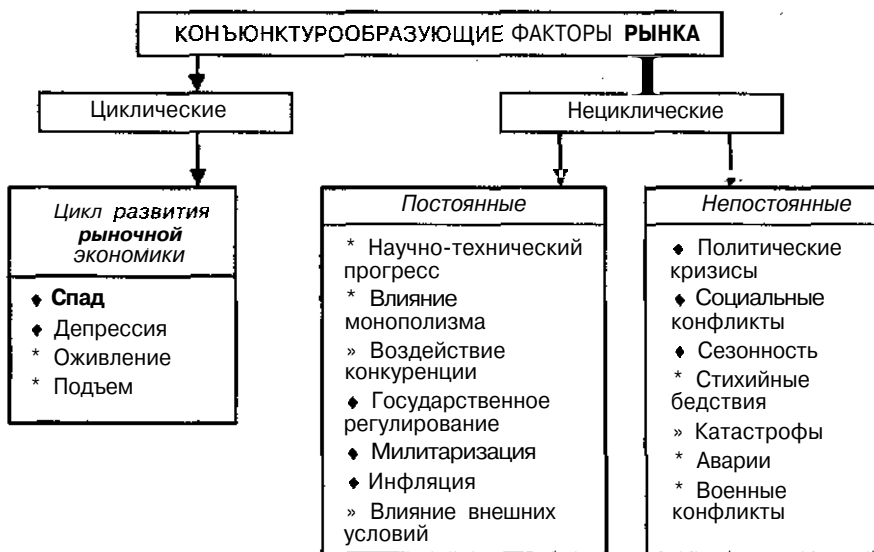 КОНЪЮНКТУРООБРАЗУЮЩИЕ ФАКТОРЫ РЫНКА
Циклические
Нециклические
Цикл развития
рыночной
экономики
♦ Спад
♦ Депрессия
* Оживление
* Подъем
Постоянные
* Научно-технический
прогресс
* Влияние
монополизма
» Воздействие
конкуренции
♦ Государственное
регулирование
♦ Милитаризация
♦ Инфляция
» Влияние внешних
условий
Непостоянные
♦ Политические
кризисы
♦ Социальные
конфликты
♦ Сезонность
* Стихийные
бедствия
» Катастрофы
* Аварии
* Военные
конфликты